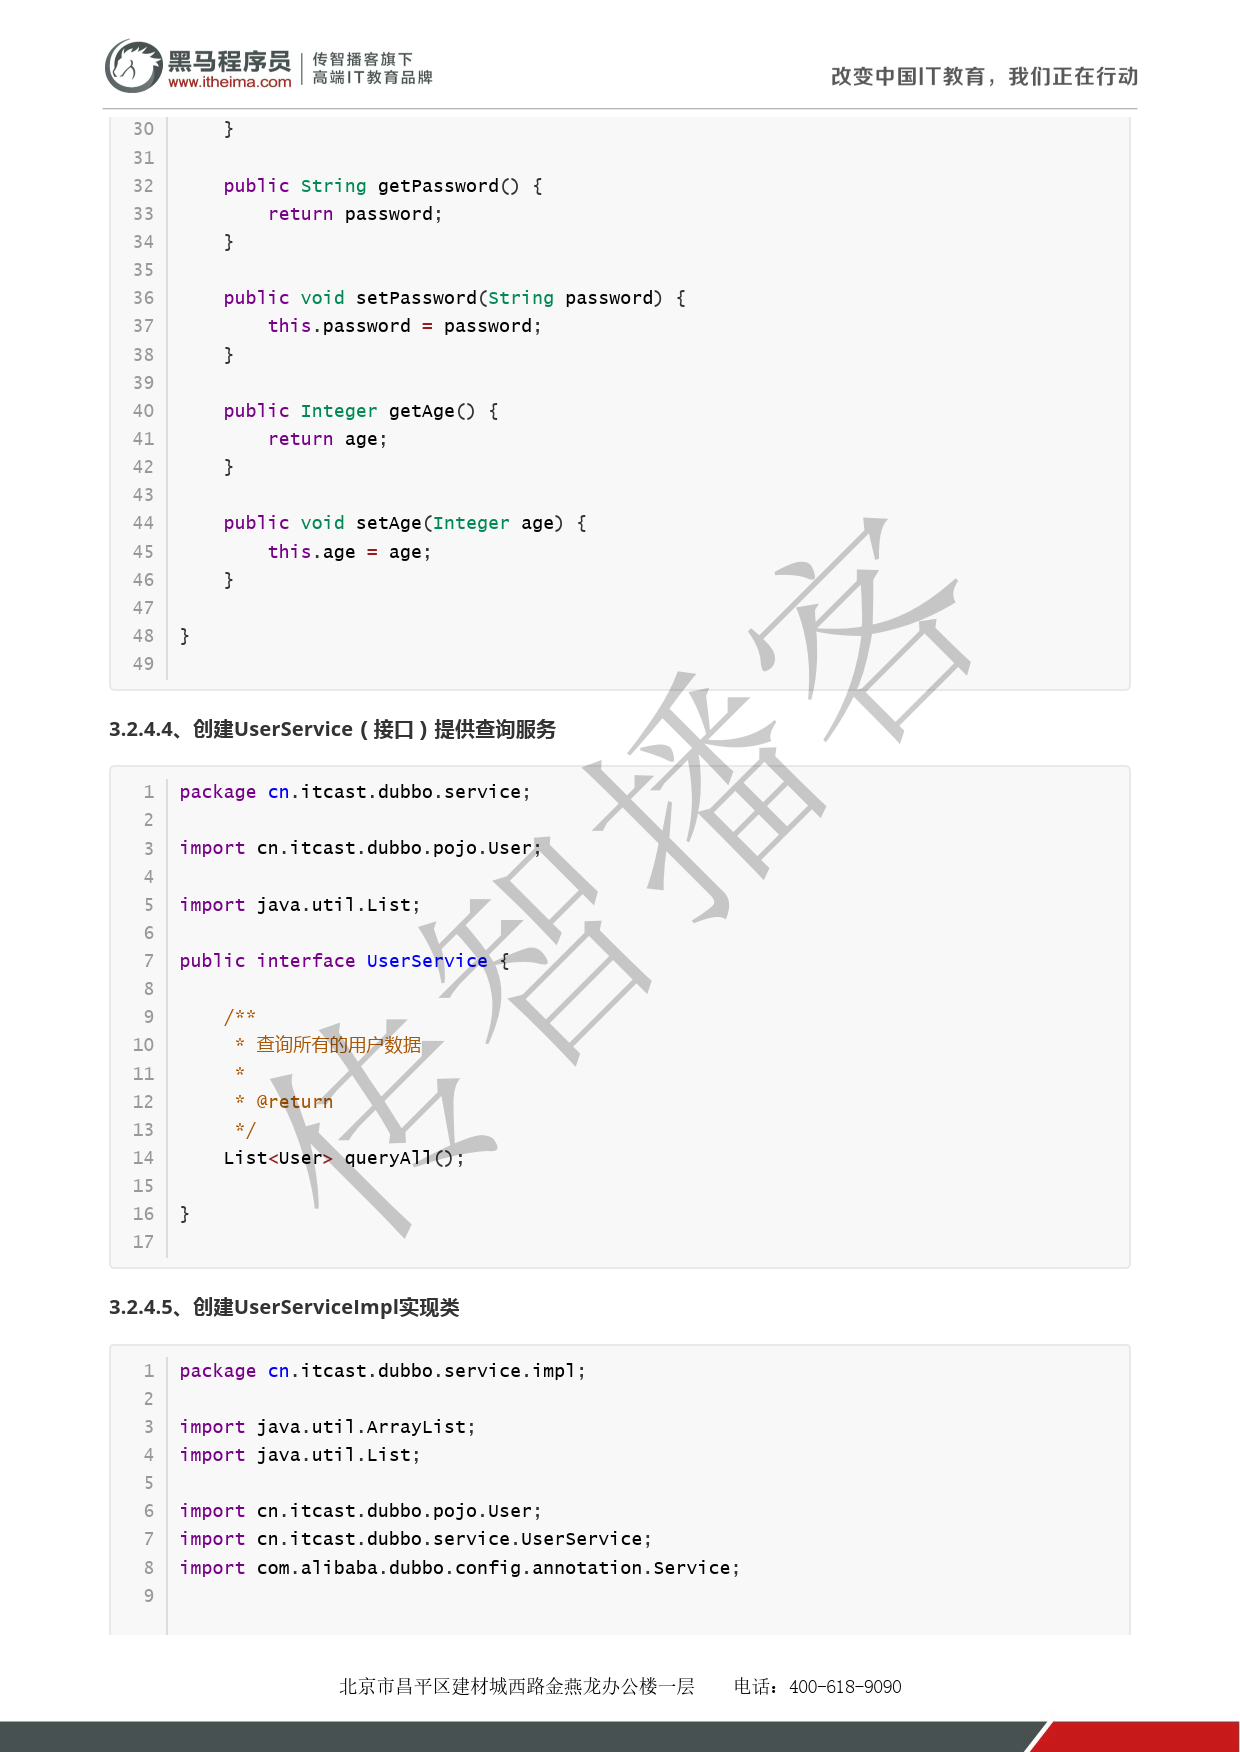 黑马程序员
www.itheima.com
传智播客旗下
高端IT教育品牌
改变中国IT教育，我们正在行动
30     }
31
32     public String getPassword() {
33         return password;
34     }
35
36     public void setPassword(String password) {
37         this.password = password;
38     }
39
40     public Integer getAge() {
41         return age;
42     }
43
44     public void setAge(Integer age) {
45         this.age = age;
46     }
47
48 }
49
3.2.4.4、创建UserService（接口）提供查询服务
1 package cn.itcast.dubbo.service;
2
3 import cn.itcast.dubbo.pojo.User;
4
5 import java.util.List;
6
7 public interface UserService {
8
9     /**
10      * 查询所有的用户数据
11      *
12      * @return
13      */
14     List<User> queryAll();
15
16 }
17
3.2.4.5、创建UserServiceImpl实现类
1 package cn.itcast.dubbo.service.impl;
2
3 import java.util.ArrayList;
4 import java.util.List;
5
6 import cn.itcast.dubbo.pojo.User;
7 import cn.itcast.dubbo.service.UserService;
8 import com.alibaba.dubbo.config.annotation.Service;
9
传智播客
北京市昌平区建材城西路金燕龙办公楼一层 电话：400-618-9090